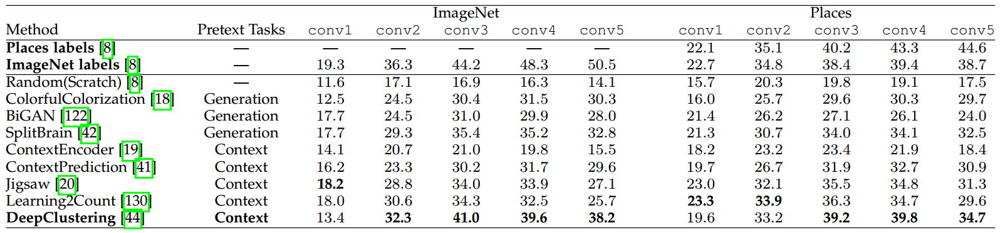 ImageNet Places
Method Pretext Tasks conv1 conv2 conv3 conv4 conv5 conv1 conv2 conv3 conv4 conv5
Places labels [8] — — — — — — 22.1 35.1 40.2 43.3 44.6
ImageNet labels [8] — 19.3 36.3 44.2 48.3 50.5 22.7 34.8 38.4 39.4 38.7
Random(Scratch) [8] — 11.6 17.1 16.9 16.3 14.1 15.7 20.3 19.8 19.1 17.5
ColorfulColorization [18] Generation 12.5 24.5 30.4 31.5 30.3 16.0 25.7 29.6 30.3 29.7
BiGAN [122] Generation 17.7 24.5 31.0 29.9 28.0 21.4 26.2 27.1 26.1 24.0
SplitBrain [42] Generation 17.7 29.3 35.4 35.2 32.8 21.3 30.7 34.0 34.1 32.5
ContextEncoder [19] Context 14.1 20.7 21.0 19.8 15.5 18.2 23.2 23.4 21.9 18.4
ContextPrediction [41] Context 16.2 23.3 30.2 31.7 29.6 19.7 26.7 31.9 32.7 30.9
Jigsaw [20] Context 18.2 28.8 34.0 33.9 27.1 23.0 32.1 35.5 34.8 31.3
Learning2Count [130] Context 18.0 30.6 34.3 32.5 25.7 23.3 33.9 36.3 34.7 29.6
DeepClustering [44] Context 13.4 32.3 41.0 39.6 38.2 19.6 33.2 39.2 39.8 34.7